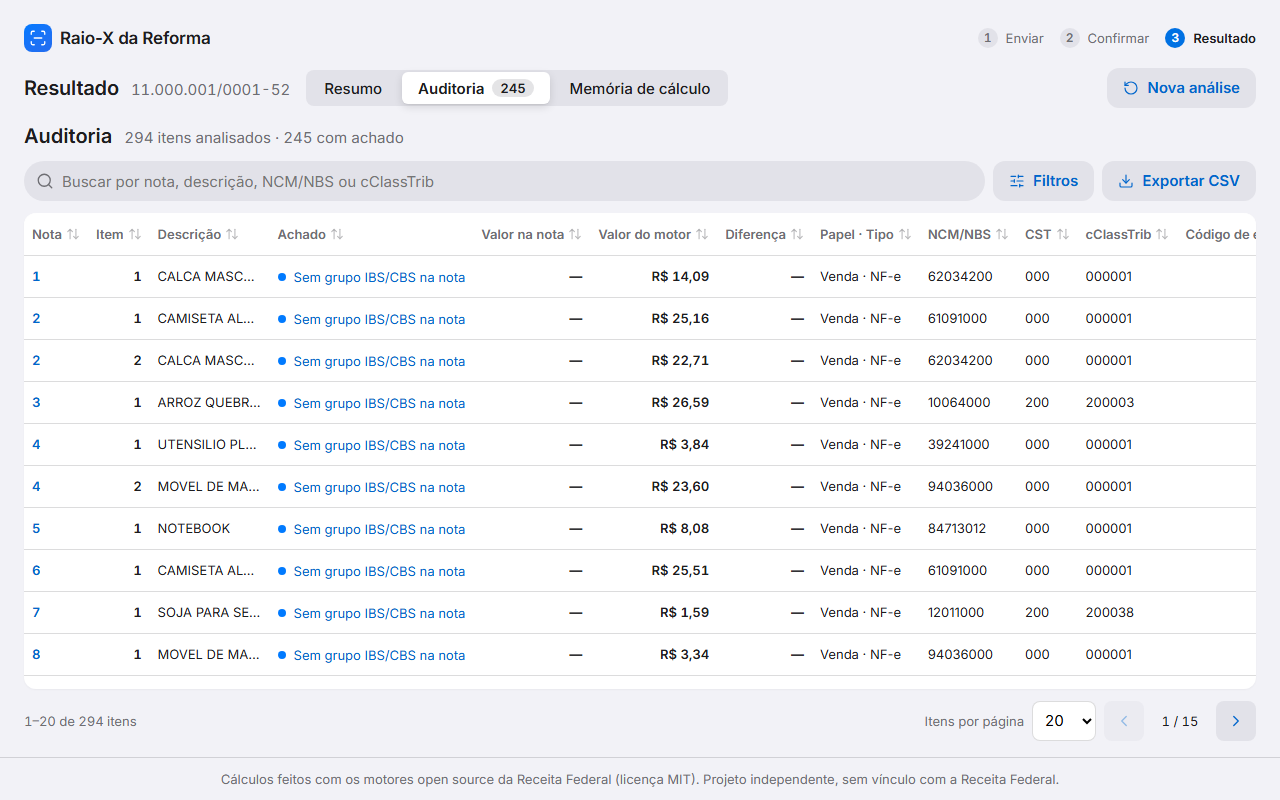 Raio-X da Reforma
1 Enviar 2 Confirmar 3 Resultado
Resultado 11.000.001/0001-52 Resumo Auditoria 245 Memória de cálculo Nova análise
Auditoria 294 itens analisados · 245 com achado
Buscar por nota, descrição, NCM/NBS ou cClassTrib Filtros Exportar CSV
Nota Item Descrição Achado Valor na nota Valor do motor Diferença Papel · Tipo NCM/NBS CST cClassTrib Código de e
1 1 CALCA MASC... Sem grupo IBS/CBS na nota — R$ 14,09 — Venda · NF-e 62034200 000 000001
2 1 CAMISETA AL... Sem grupo IBS/CBS na nota — R$ 25,16 — Venda · NF-e 61091000 000 000001
2 2 CALCA MASC... Sem grupo IBS/CBS na nota — R$ 22,71 — Venda · NF-e 62034200 000 000001
3 1 ARROZ QUEBR... Sem grupo IBS/CBS na nota — R$ 26,59 — Venda · NF-e 10064000 200 200003
4 1 UTENSILIO PL... Sem grupo IBS/CBS na nota — R$ 3,84 — Venda · NF-e 39241000 000 000001
4 2 MOVEL DE MA... Sem grupo IBS/CBS na nota — R$ 23,60 — Venda · NF-e 94036000 000 000001
5 1 NOTEBOOK Sem grupo IBS/CBS na nota — R$ 8,08 — Venda · NF-e 84713012 000 000001
6 1 CAMISETA AL... Sem grupo IBS/CBS na nota — R$ 25,51 — Venda · NF-e 61091000 000 000001
7 1 SOJA PARA SE... Sem grupo IBS/CBS na nota — R$ 1,59 — Venda · NF-e 12011000 200 200038
8 1 MOVEL DE MA... Sem grupo IBS/CBS na nota — R$ 3,34 — Venda · NF-e 94036000 000 000001
1–20 de 294 itens Itens por página 20 1 / 15
Cálculos feitos com os motores open source da Receita Federal (licença MIT). Projeto independente, sem vínculo com a Receita Federal.